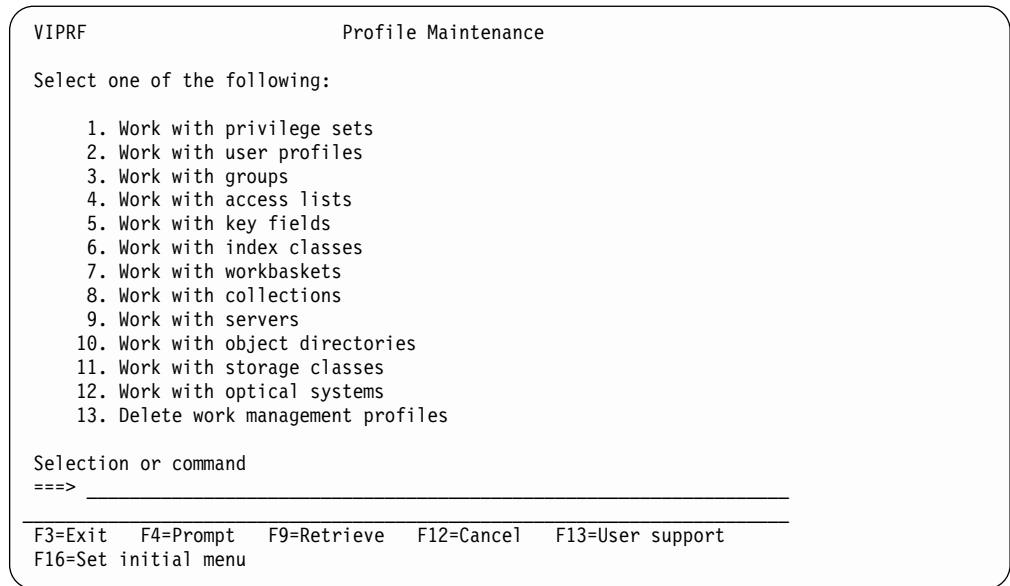 VIPRF Profile Maintenance
Select one of the following:
1. Work with privilege sets
2. Work with user profiles
3. Work with groups
4. Work with access lists
5. Work with key fields
6. Work with index classes
7. Work with workbaskets
8. Work with collections
9. Work with servers
10. Work with object directories
11. Work with storage classes
12. Work with optical systems
13. Delete work management profiles
Selection or command
===>
F3=Exit F4=Prompt F9=Retrieve F12=Cancel F13=User support
F16=Set initial menu